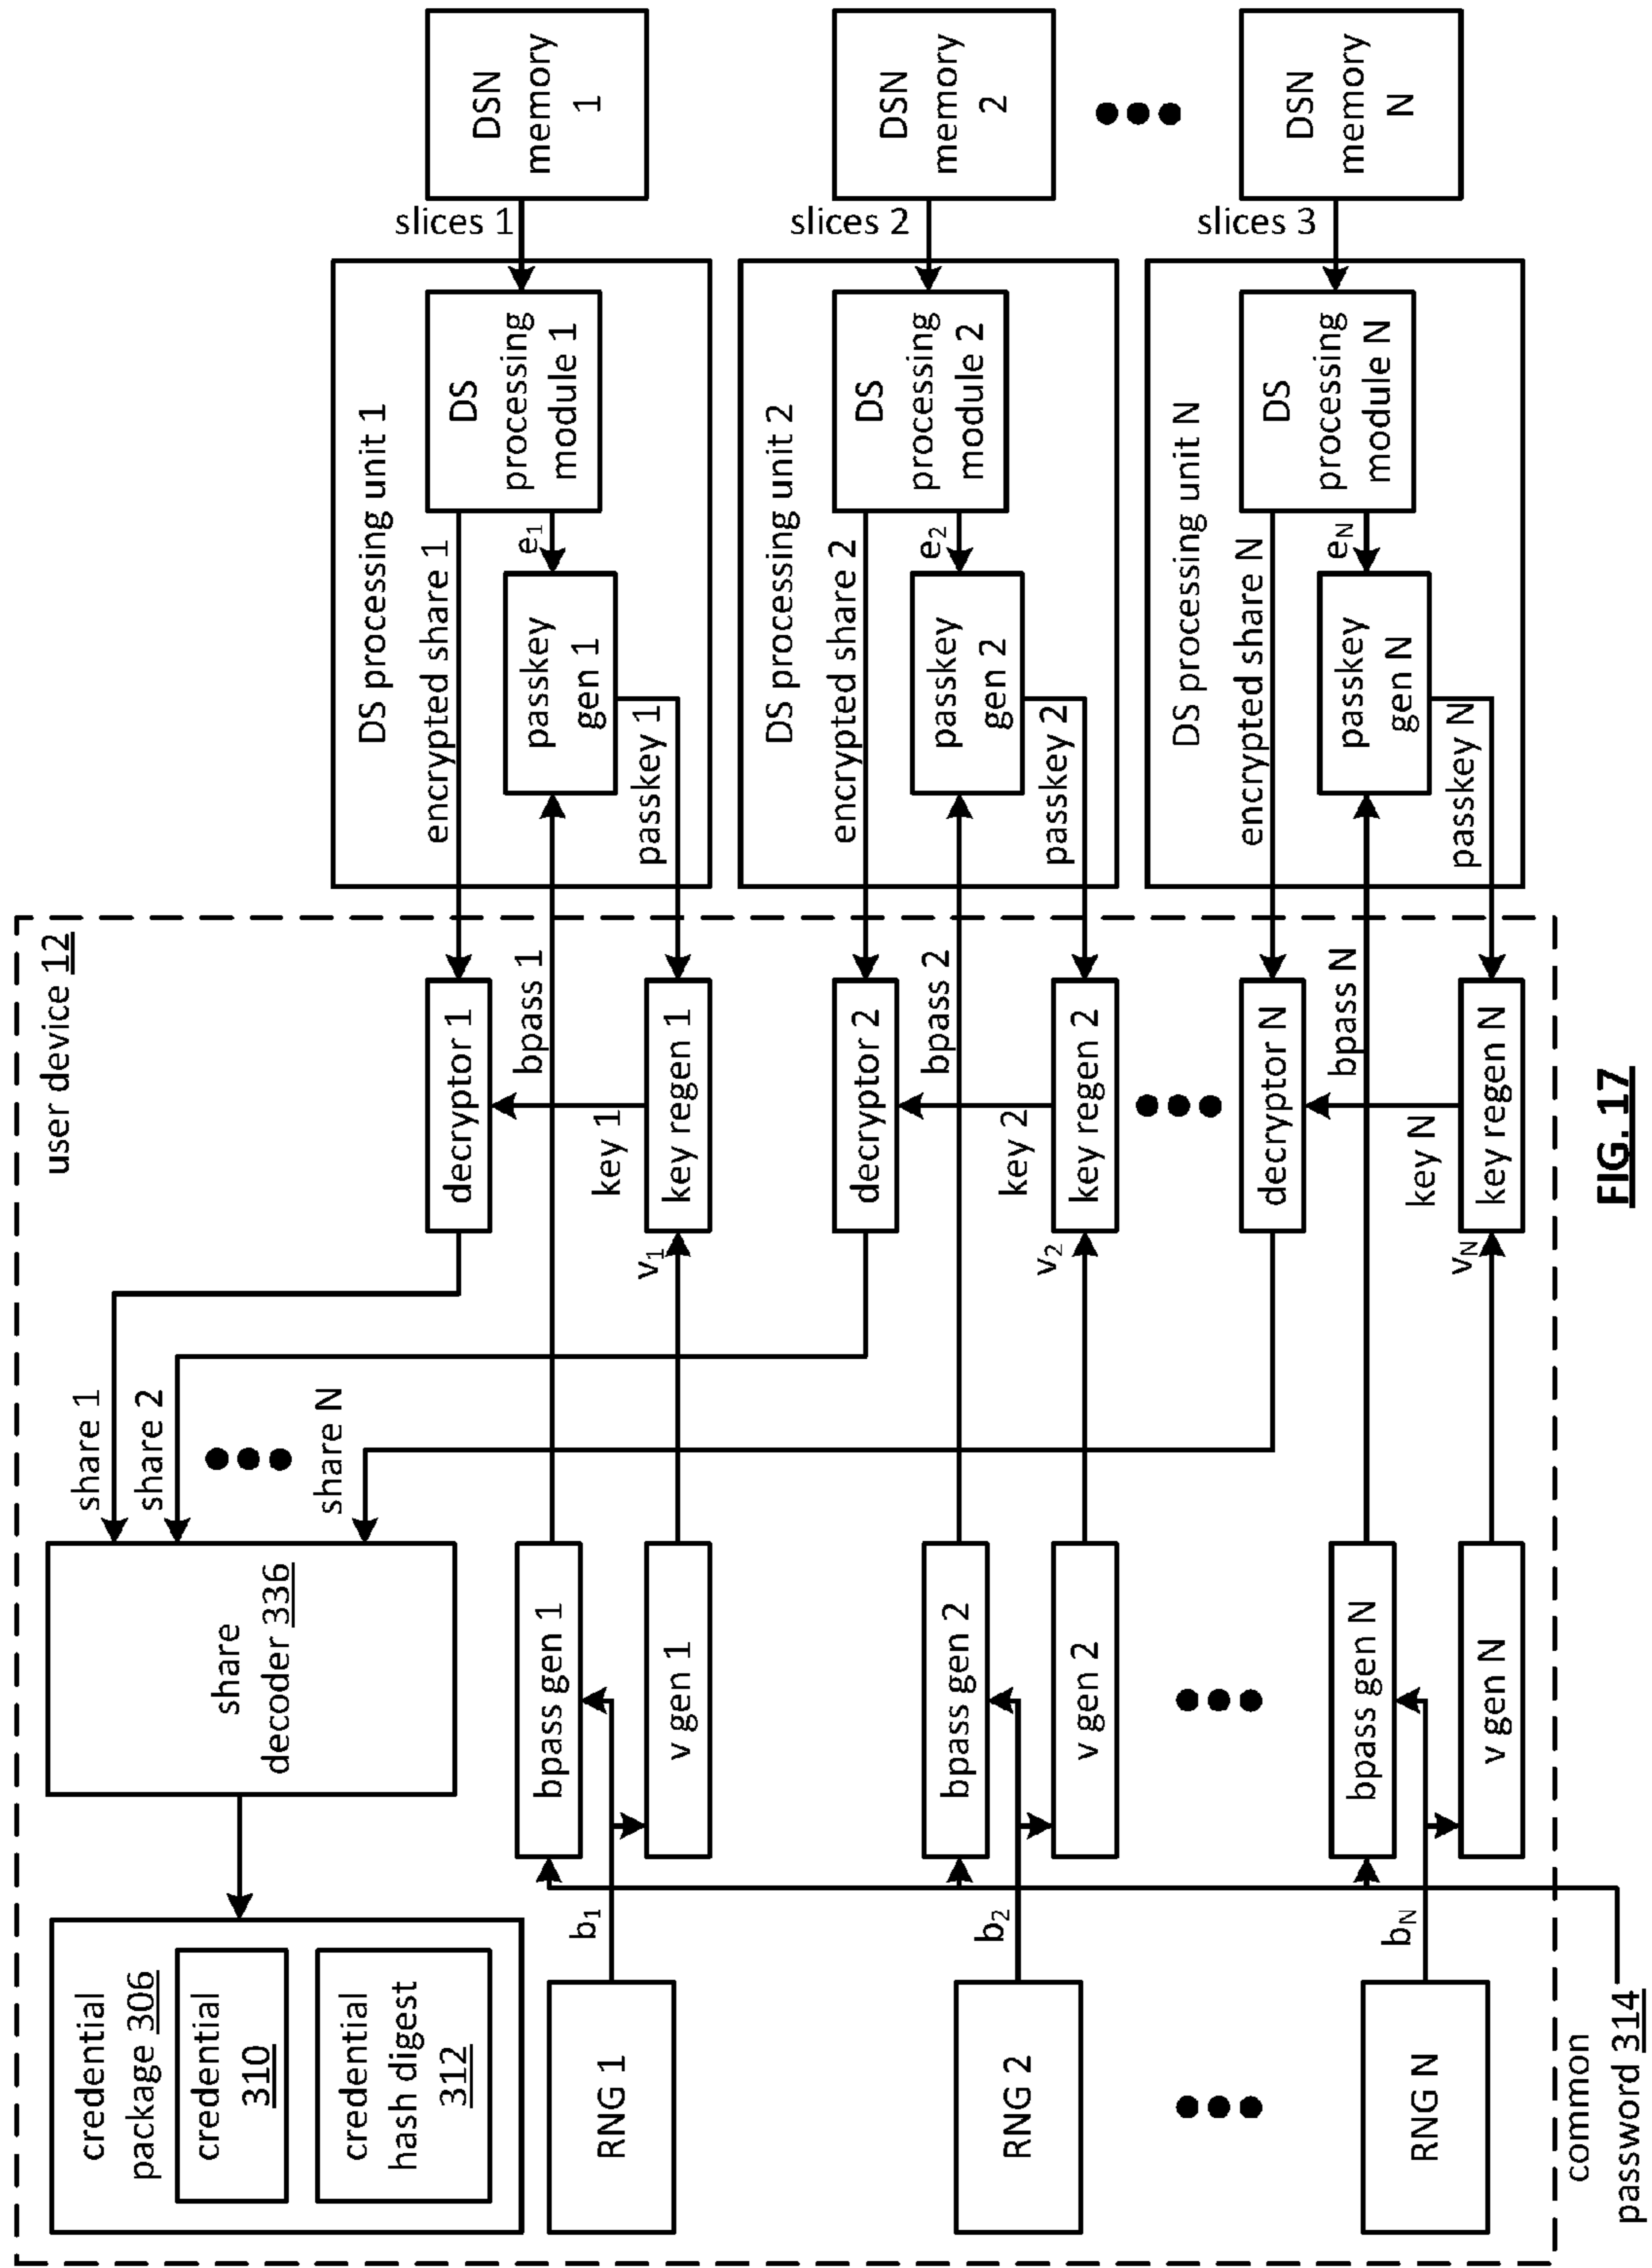 user device 12
credential
package 306
credential
310
credential
hash digest
312
share
decoder 336
share 1
share 2
share N
RNG 1
b1
bpass gen 1
v gen 1
v1
decryptor 1
bpass 1
key 1
key regen 1
DS processing unit 1
encrypted share 1
passkey
gen 1
passkey 1
e1
DS
processing
module 1
slices 1
DSN
memory
1
RNG 2
b2
bpass gen 2
v gen 2
v2
decryptor 2
bpass 2
key 2
key regen 2
DS processing unit 2
encrypted share 2
passkey
gen 2
passkey 2
e2
DS
processing
module 2
slices 2
DSN
memory
2
RNG N
bN
bpass gen N
v gen N
vN
decryptor N
bpass N
key N
key regen N
DS processing unit N
encrypted share N
passkey
gen N
passkey N
eN
DS
processing
module N
slices 3
DSN
memory
N
common
password 314
FIG. 17